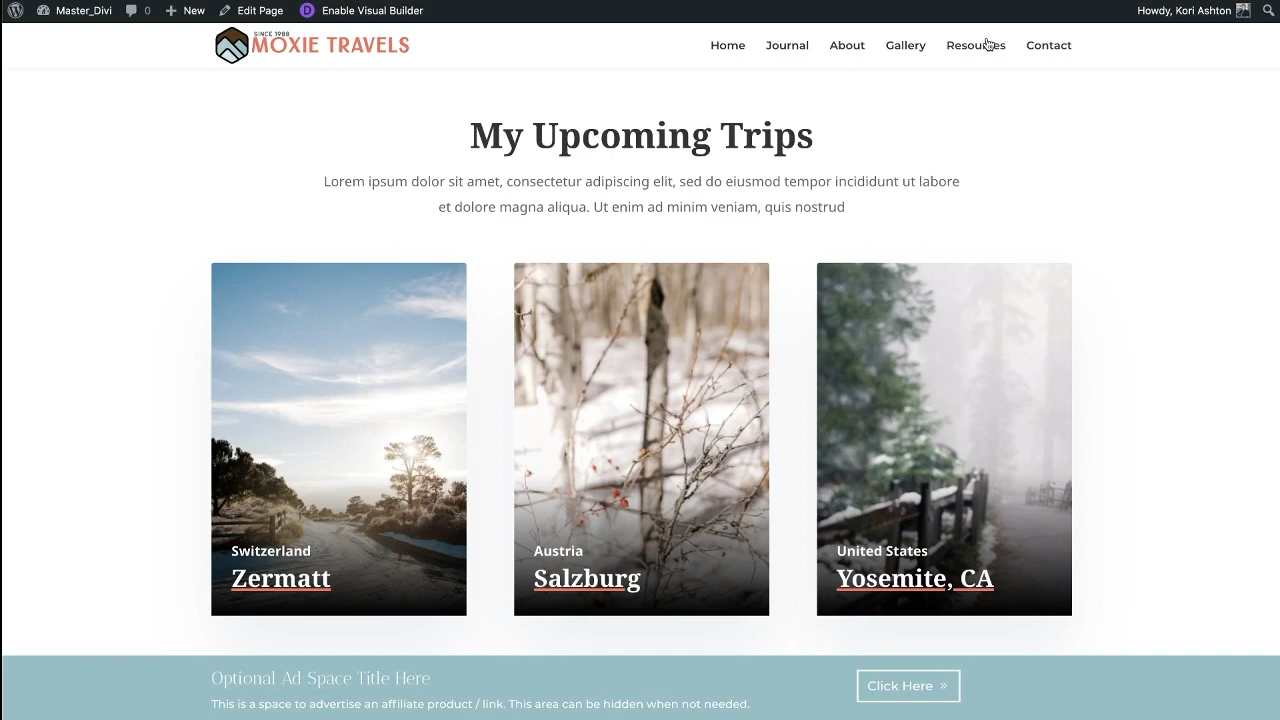 Master_Divi 0 New Edit Page D Enable Visual Builder Howdy, Kori Ashton
SINCE 1988
MOXIE TRAVELS
Home Journal About Gallery Resources Contact
My Upcoming Trips
Lorem ipsum dolor sit amet, consectetur adipiscing elit, sed do eiusmod tempor incididunt ut labore
et dolore magna aliqua. Ut enim ad minim veniam, quis nostrud
Switzerland
Zermatt
Austria
Salzburg
United States
Yosemite, CA
Optional Ad Space Title Here
This is a space to advertise an affiliate product / link. This area can be hidden when not needed.
Click Here »